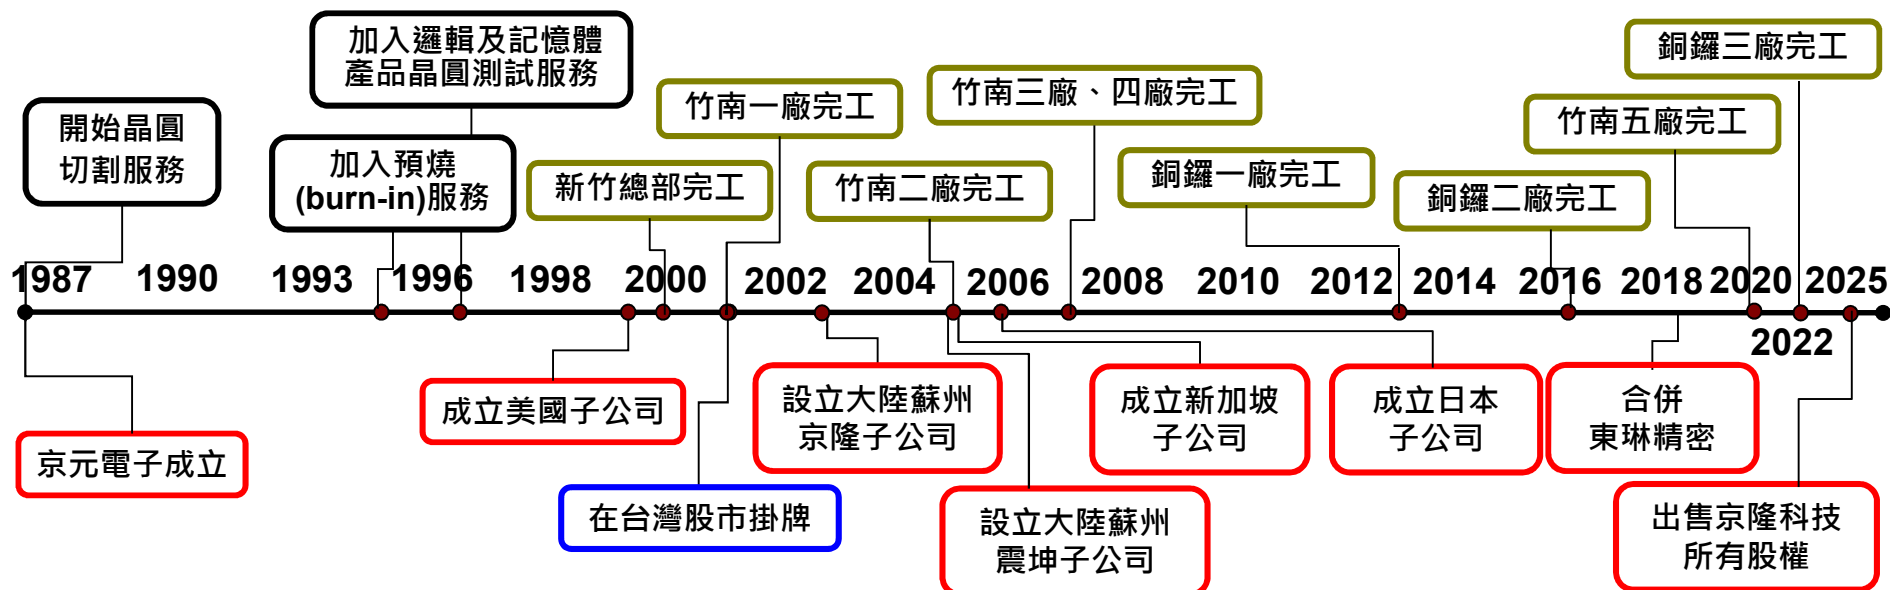 加入邏輯及記憶體
產品晶圓測試服務
開始晶圓
切割服務
加入預燒
(burn-in)服務
新竹總部完工
竹南一廠完工
竹南二廠完工
竹南三廠、四廠完工
銅鑼一廠完工
銅鑼二廠完工
竹南五廠完工
銅鑼三廠完工
1987
1990
1993
1996
1998
2000
2002
2004
2006
2008
2010
2012
2014
2016
2018
2020
2025
2022
京元電子成立
成立美國子公司
在台灣股市掛牌
設立大陸蘇州
京隆子公司
設立大陸蘇州
震坤子公司
成立新加坡
子公司
成立日本
子公司
合併
東琳精密
出售京隆科技
所有股權